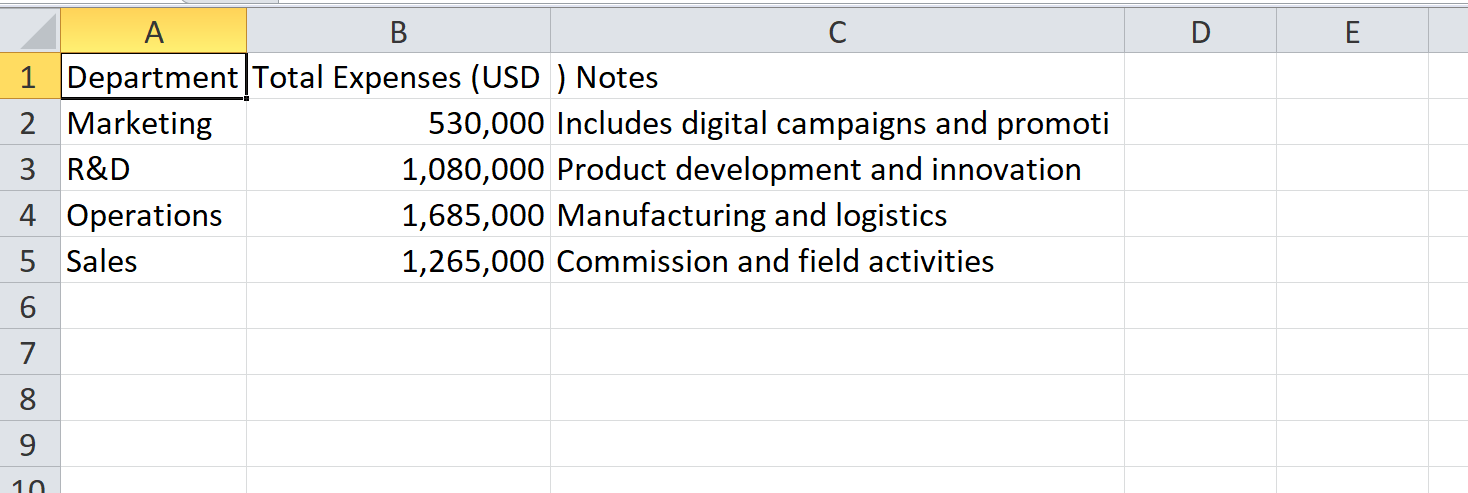 A B C D E
1 Department Total Expenses (USD ) Notes
2 Marketing 530,000 Includes digital campaigns and promoti
3 R&D 1,080,000 Product development and innovation
4 Operations 1,685,000 Manufacturing and logistics
5 Sales 1,265,000 Commission and field activities
6
7
8
9
10